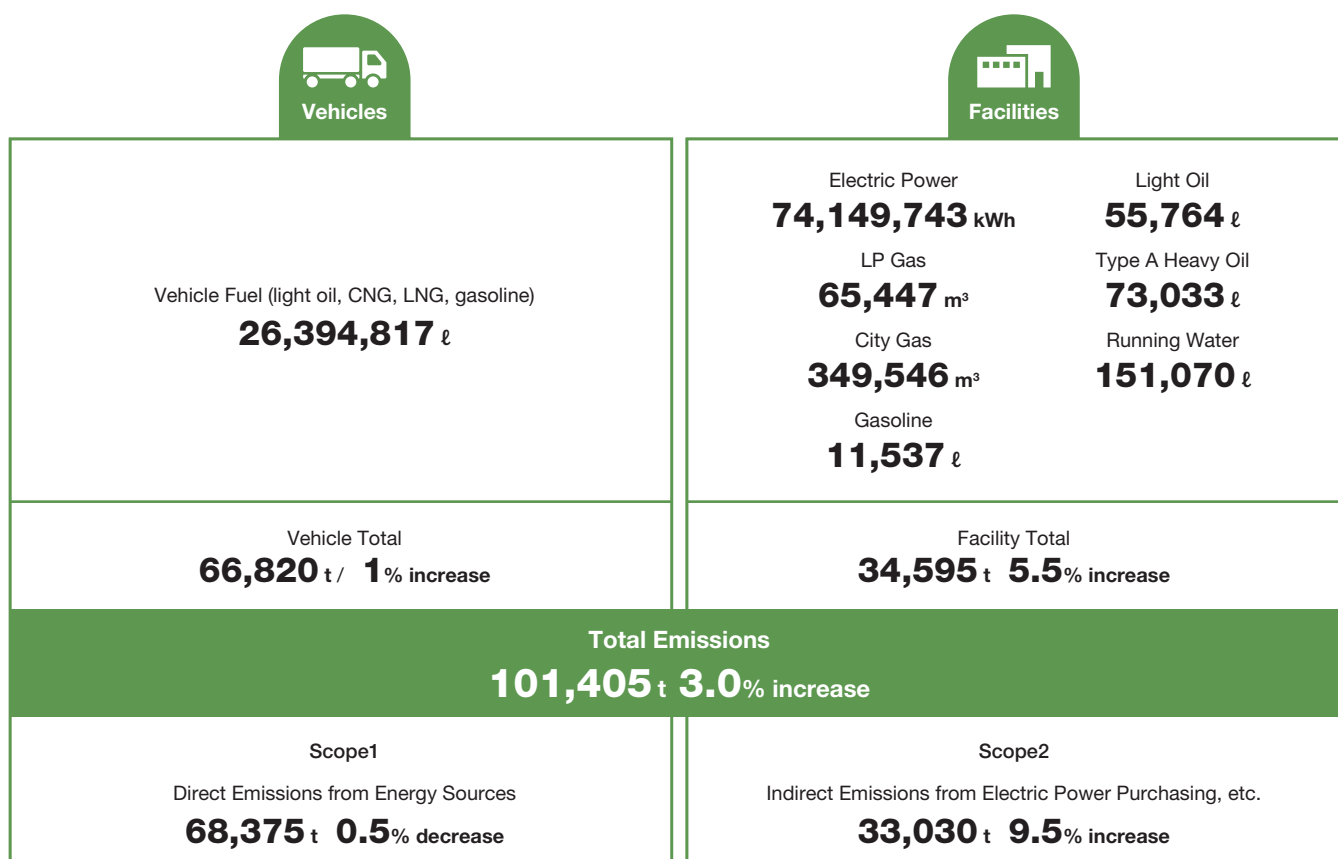 Vehicles
Vehicle Fuel (light oil, CNG, LNG, gasoline)
26,394,817 ℓ
Vehicle Total
66,820 t / 1% increase
Facilities
Electric Power
74,149,743 kWh
Light Oil
55,764 ℓ
LP Gas
65,447 m³
Type A Heavy Oil
73,033 ℓ
City Gas
349,546 m³
Running Water
151,070 ℓ
Gasoline
11,537 ℓ
Facility Total
34,595 t 5.5% increase
Total Emissions
101,405 t 3.0% increase
Scope1
Direct Emissions from Energy Sources
68,375 t 0.5% decrease
Scope2
Indirect Emissions from Electric Power Purchasing, etc.
33,030 t 9.5% increase